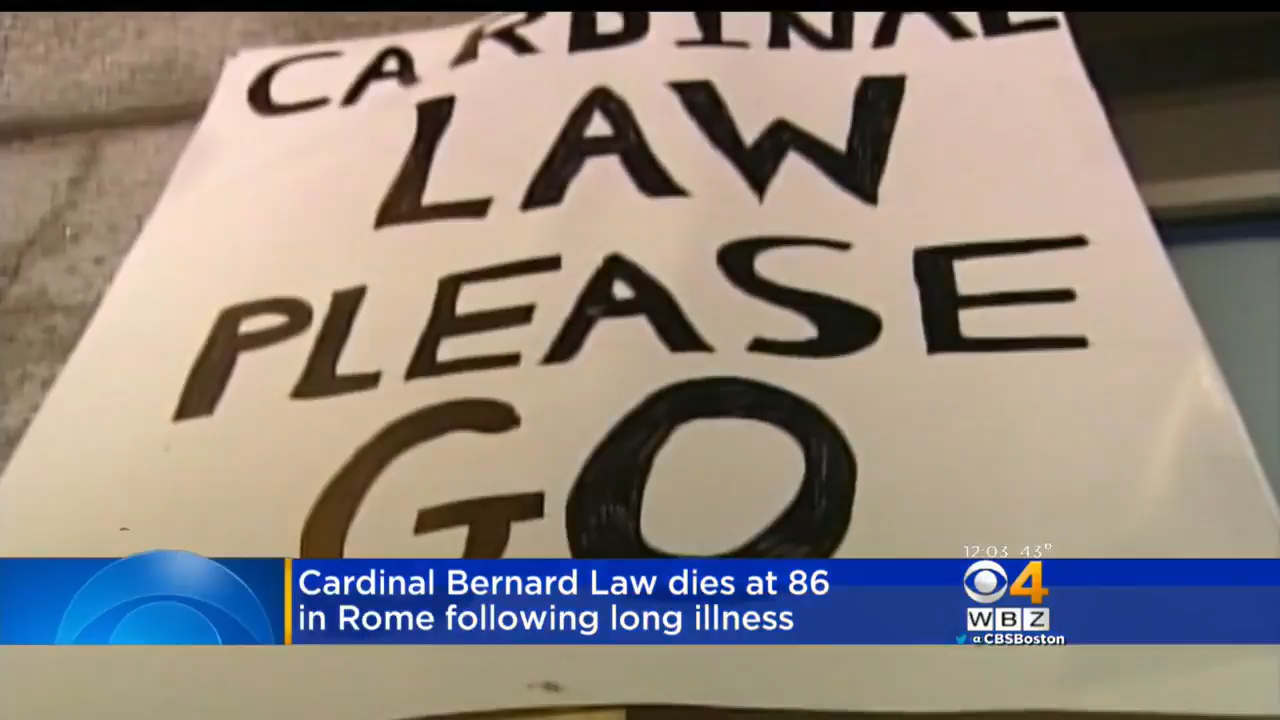 CARDINAL
LAW
PLEASE
GO
Cardinal Bernard Law dies at 86
in Rome following long illness
12:03 43°
4
WBZ
@CBSBoston